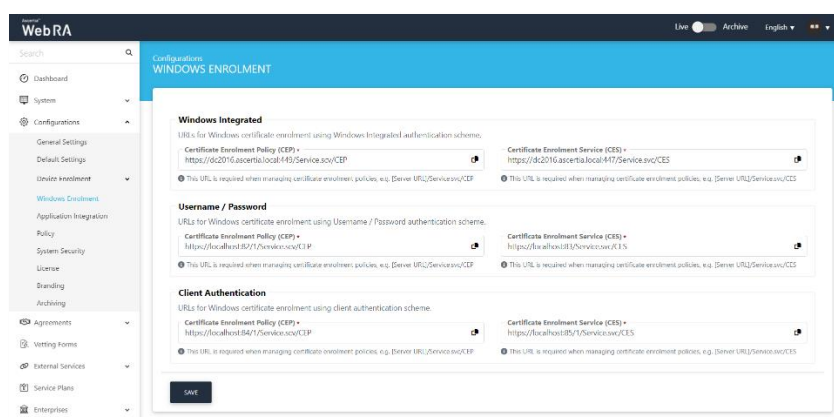 Ascertia
WebRA
Live Archive English
Search
Dashboard
System
Configurations
General Settings
Default Settings
Device Enrolment
Windows Enrolment
Application Integration
Policy
System Security
License
Branding
Archiving
Agreements
Vetting Forms
External Services
Service Plans
Enterprises
Configurations
WINDOWS ENROLMENT
Windows Integrated
URLs for Windows certificate enrolment using Windows Integrated authentication scheme.
Certificate Enrolment Policy (CEP) •
https://dc2016.ascertia.local:449/Service.scv/CEP
This URL is required when managing certificate enrolment policies, e.g. [Server URL]/Service.svc/CEP
Certificate Enrolment Service (CES) •
https://dc2016.ascertia.local:447/Service.svc/CES
This URL is required when managing certificate enrolment policies, e.g. [Server URL]/Service.svc/CES
Username / Password
URLs for Windows certificate enrolment using Username / Password authentication scheme.
Certificate Enrolment Policy (CEP) •
https://localhost:82/1/Service.scv/CEP
This URL is required when managing certificate enrolment policies, e.g. [Server URL]/Service.svc/CEP
Certificate Enrolment Service (CES) •
This URL is required when managing certificate enrolment policies, e.g. [Server URL]/Service.svc/CES
Client Authentication
URLs for Windows certificate enrolment using client authentication scheme.
Certificate Enrolment Policy (CEP) •
https://localhost:84/1/Service.scv/CEP
This URL is required when managing certificate enrolment policies, e.g. [Server URL]/Service.svc/CEP
Certificate Enrolment Service (CES) •
https://localhost:85/1/Service.svc/CES
This URL is required when managing certificate enrolment policies, e.g. [Server URL]/Service.svc/CES
SAVE